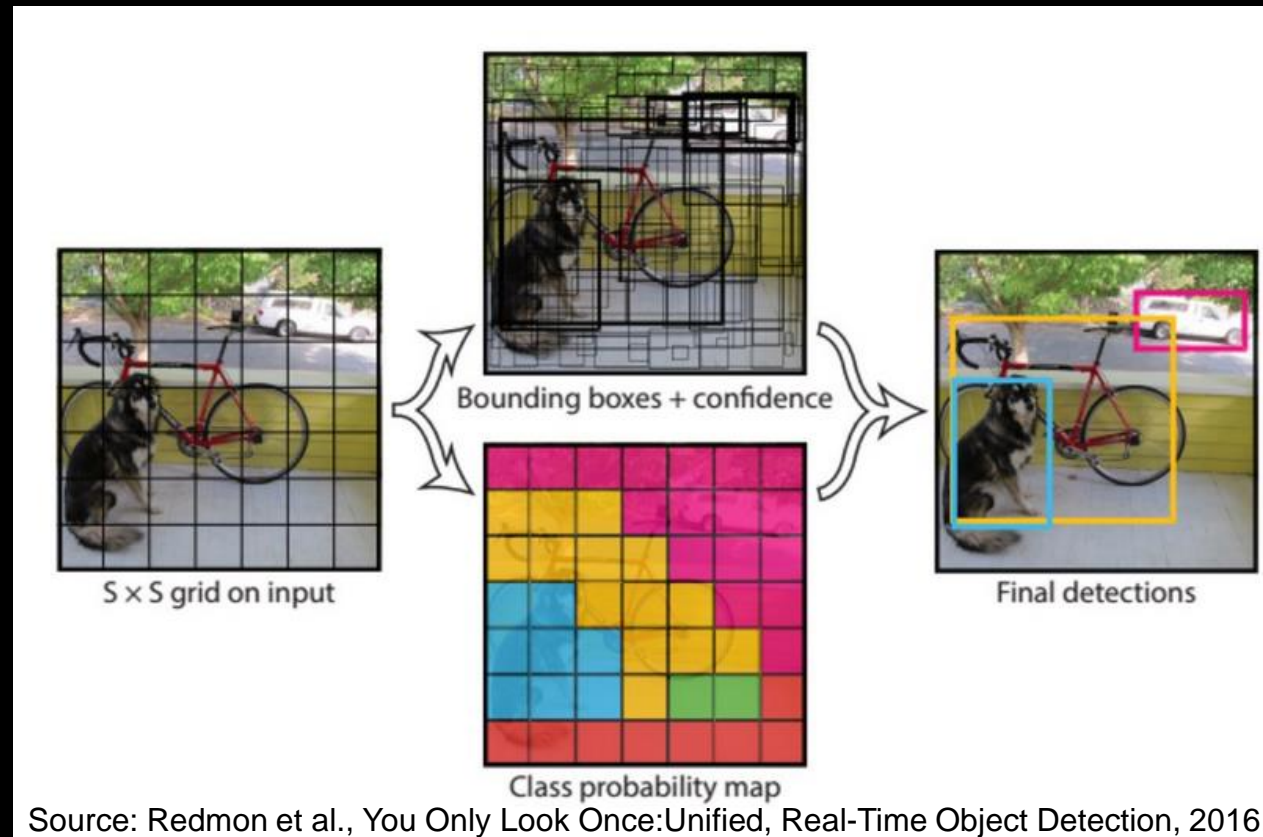 Bounding boxes + confidence
S × S grid on input
Final detections
Class probability map
Source: Redmon et al., You Only Look Once:Unified, Real-Time Object Detection, 2016